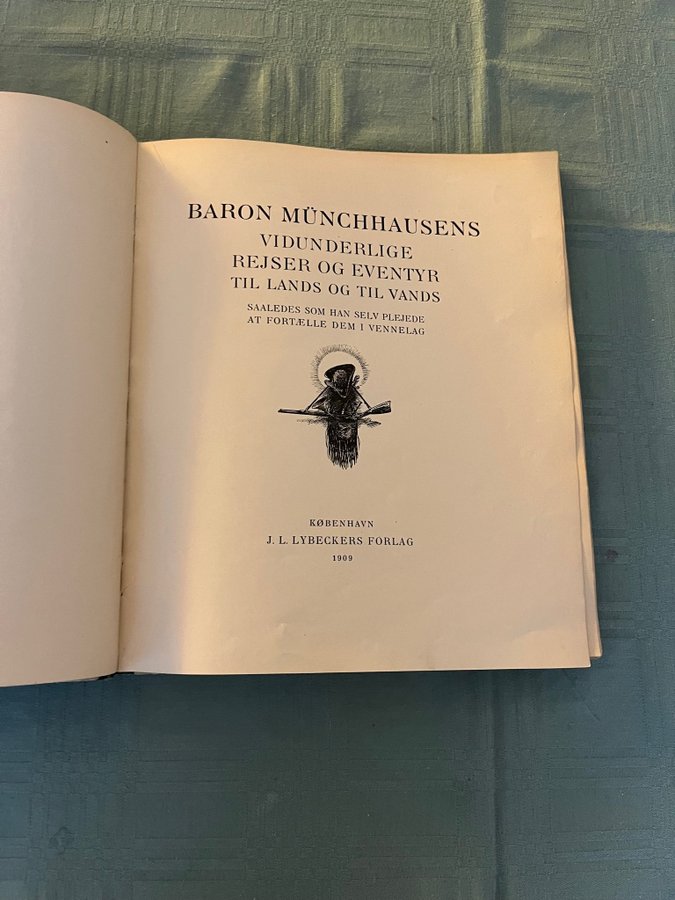 BARON MÜNCHHAUSENS
VIDUNDERLIGE
REJSER OG EVENTYR
TIL LANDS OG TIL VANDS
SAALEDES SOM HAN SELV PLEJEDE
AT FORTÆLLE DEM I VENNELAG
KØBENHAVN
J. L. LYBECKERS FORLAG
1909